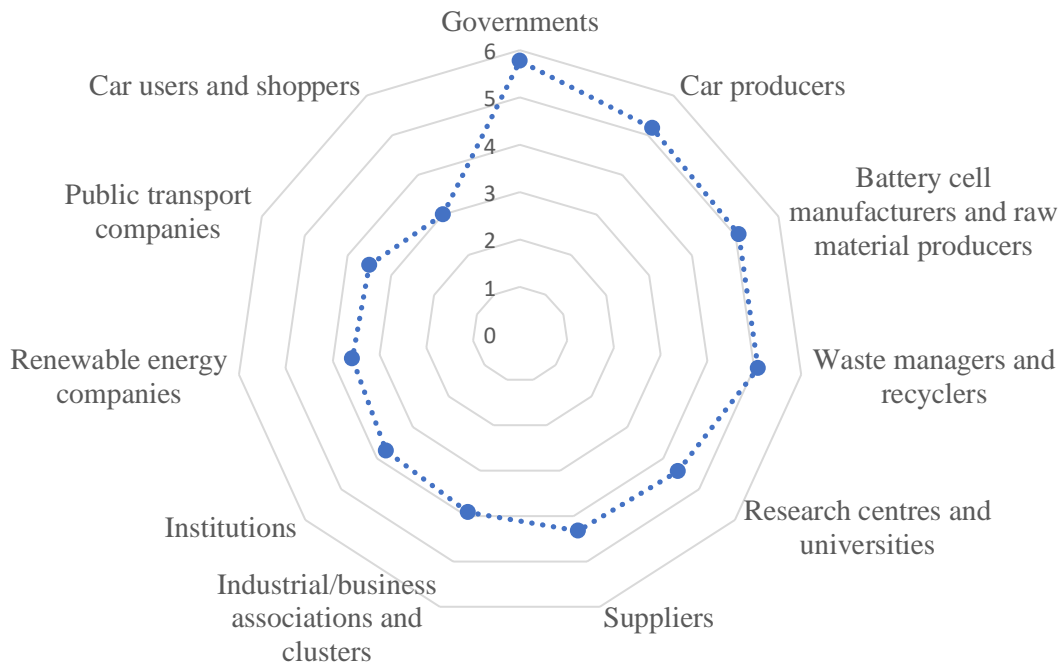 Governments
Car producers
Battery cell
manufacturers and raw
material producers
Waste managers and
recyclers
Research centres and
universities
Suppliers
Industrial/business
associations and
clusters
Institutions
Renewable energy
companies
Public transport
companies
Car users and shoppers
6
5
4
3
2
1
0